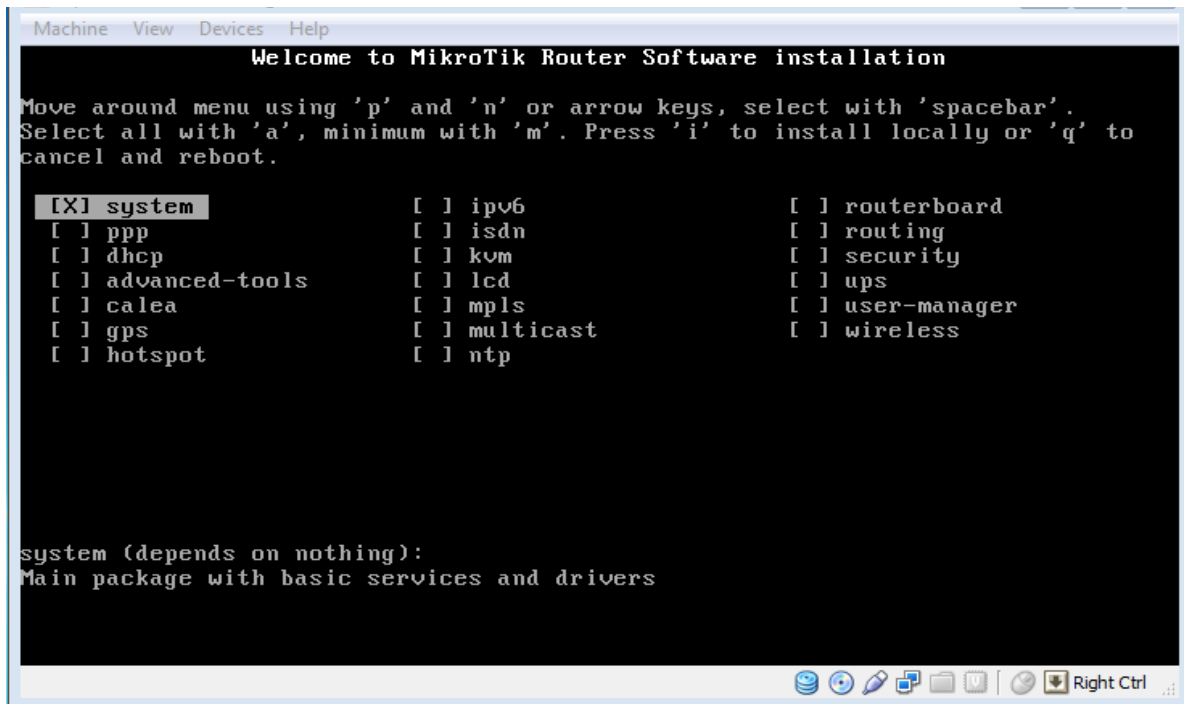 Machine View Devices Help
Welcome to MikroTik Router Software installation
Move around menu using 'p' and 'n' or arrow keys, select with 'spacebar'.
Select all with 'a', minimum with 'm'. Press 'i' to install locally or 'q' to
cancel and reboot.
[X] system [ ] ipv6 [ ] routerboard
[ ] ppp [ ] isdn [ ] routing
[ ] dhcp [ ] kvm [ ] security
[ ] advanced-tools [ ] lcd [ ] ups
[ ] calea [ ] mpls [ ] user-manager
[ ] gps [ ] multicast [ ] wireless
[ ] hotspot [ ] ntp
system (depends on nothing):
Main package with basic services and drivers
Right Ctrl